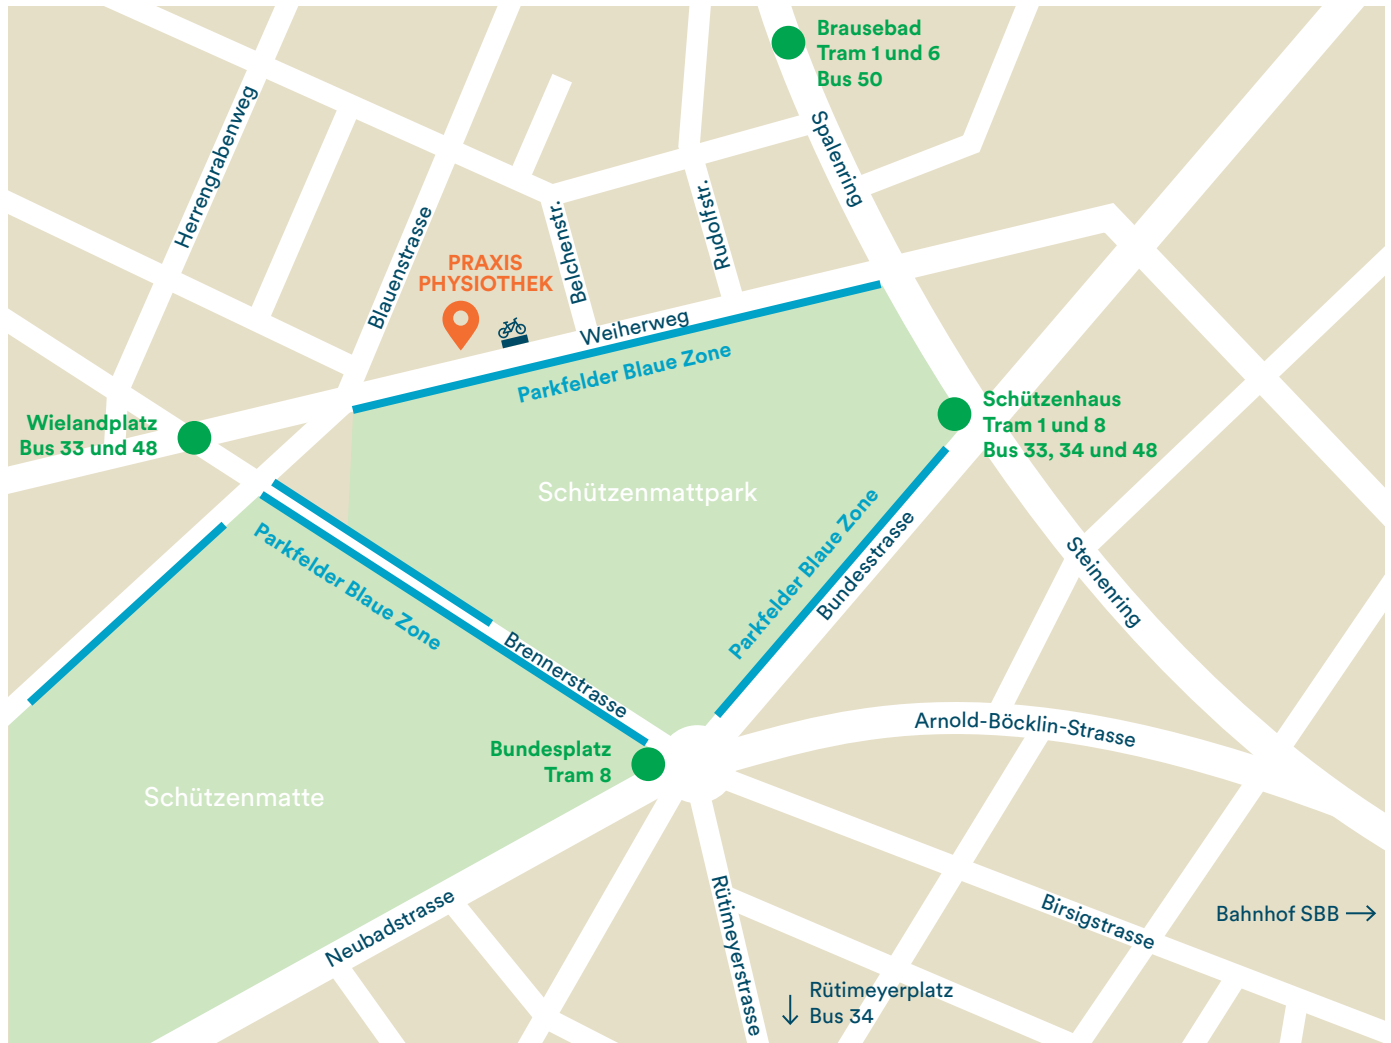 Brausebad
Tram 1 und 6
Bus 50
Herrengrabenweg
Spalenring
Blauenstrasse
Belchenstr.
Rudolfstr.
PRAXIS
PHYSIOTHEK
Weiherweg
Parkfelder Blaue Zone
Wielandplatz
Bus 33 und 48
Schützenhaus
Tram 1 und 8
Bus 33, 34 und 48
Schützenmattpark
Parkfelder Blaue Zone
Parkfelder Blaue Zone
Bundesstrasse
Steinenring
Brennerstrasse
Arnold-Böcklin-Strasse
Bundesplatz
Tram 8
Schützenmatte
Neubadstrasse
Rütimeyerstrasse
Birsigstrasse
Bahnhof SBB →
Rütimeyerplatz
↓ Bus 34